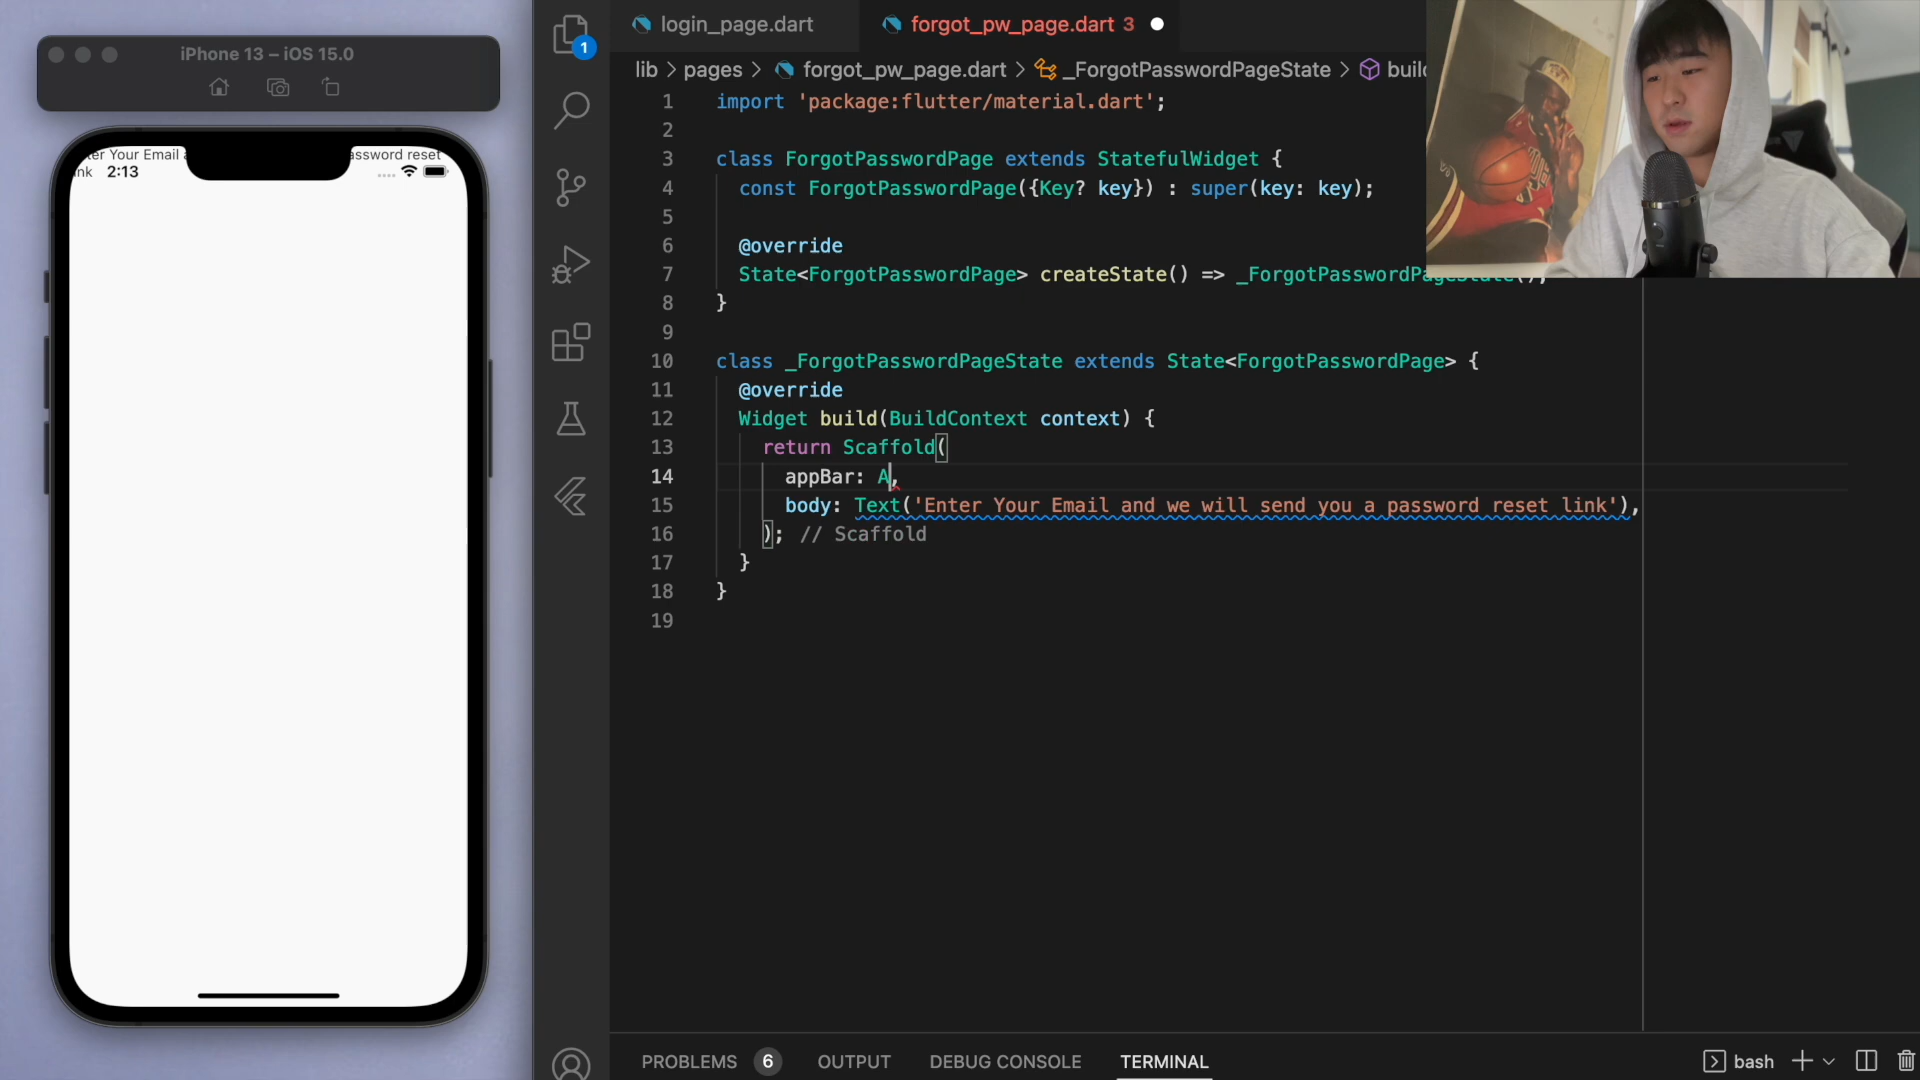 iPhone 13 – iOS 15.0
ter Your Email a
assword reset
nk 2:13
1
login_page.dart
forgot_pw_page.dart 3
lib > pages > forgot_pw_page.dart > _ForgotPasswordPageState >
1 import 'package:flutter/material.dart';
2
3 class ForgotPasswordPage extends StatefulWidget {
4 const ForgotPasswordPage({Key? key}) : super(key: key);
5
6 @override
7 State<ForgotPasswordPage> createState() => _ForgotPasswordPageState();
8 }
9
10 class _ForgotPasswordPageState extends State<ForgotPasswordPage> {
11 @override
12 Widget build(BuildContext context) {
13 return Scaffold(
14 appBar: A,
15 body: Text('Enter Your Email and we will send you a password reset link'),
16 ); // Scaffold
17 }
18 }
19
PROBLEMS 6 OUTPUT DEBUG CONSOLE TERMINAL
bash